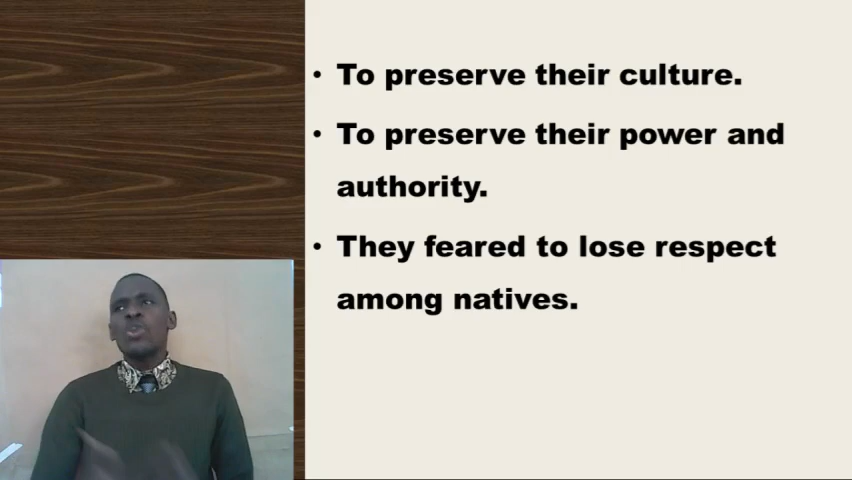 • To preserve their culture.
• To preserve their power and
authority.
• They feared to lose respect
among natives.